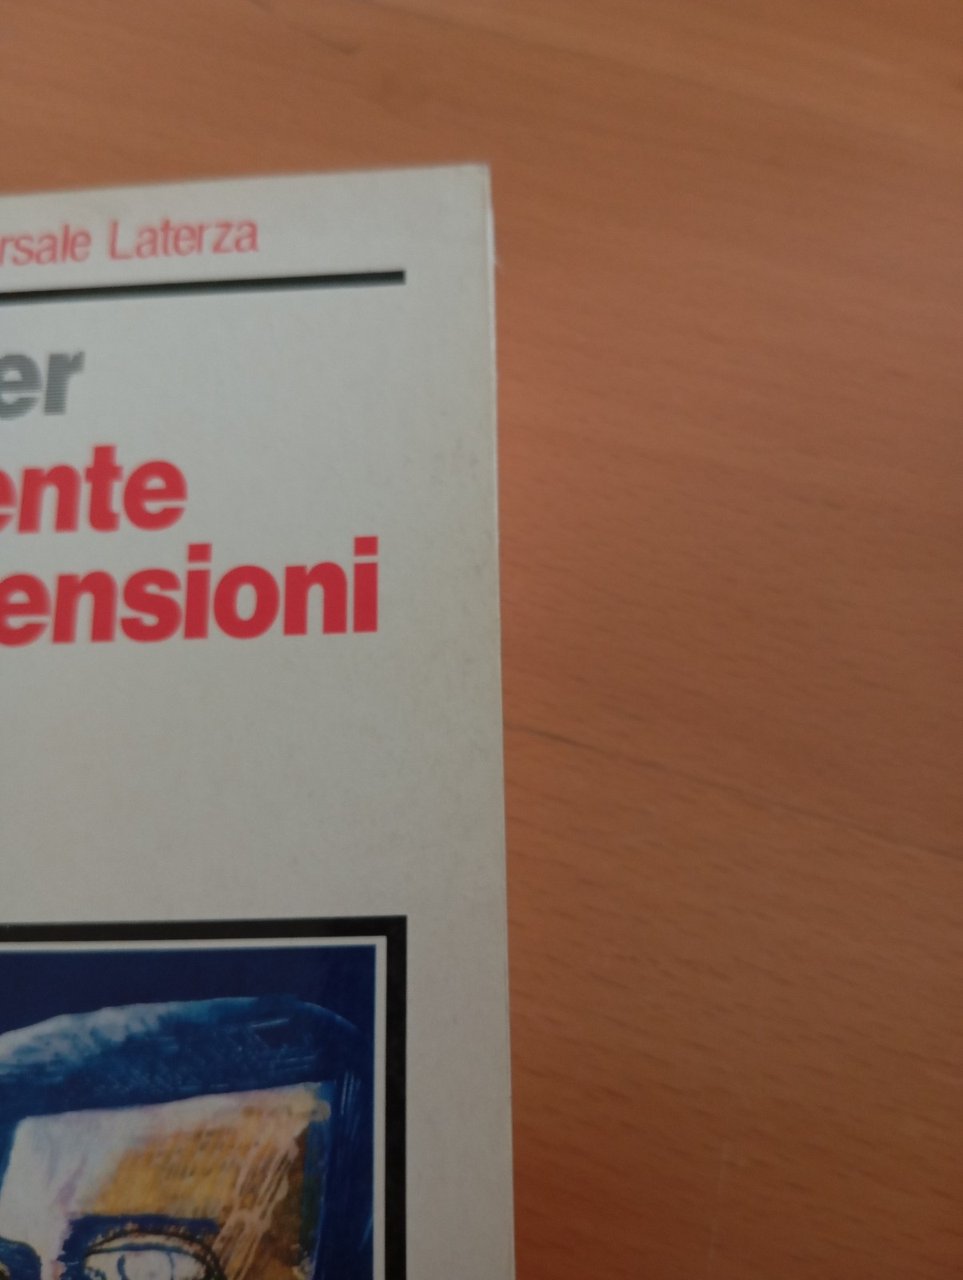 rsale Laterza
er
ente
ensioni